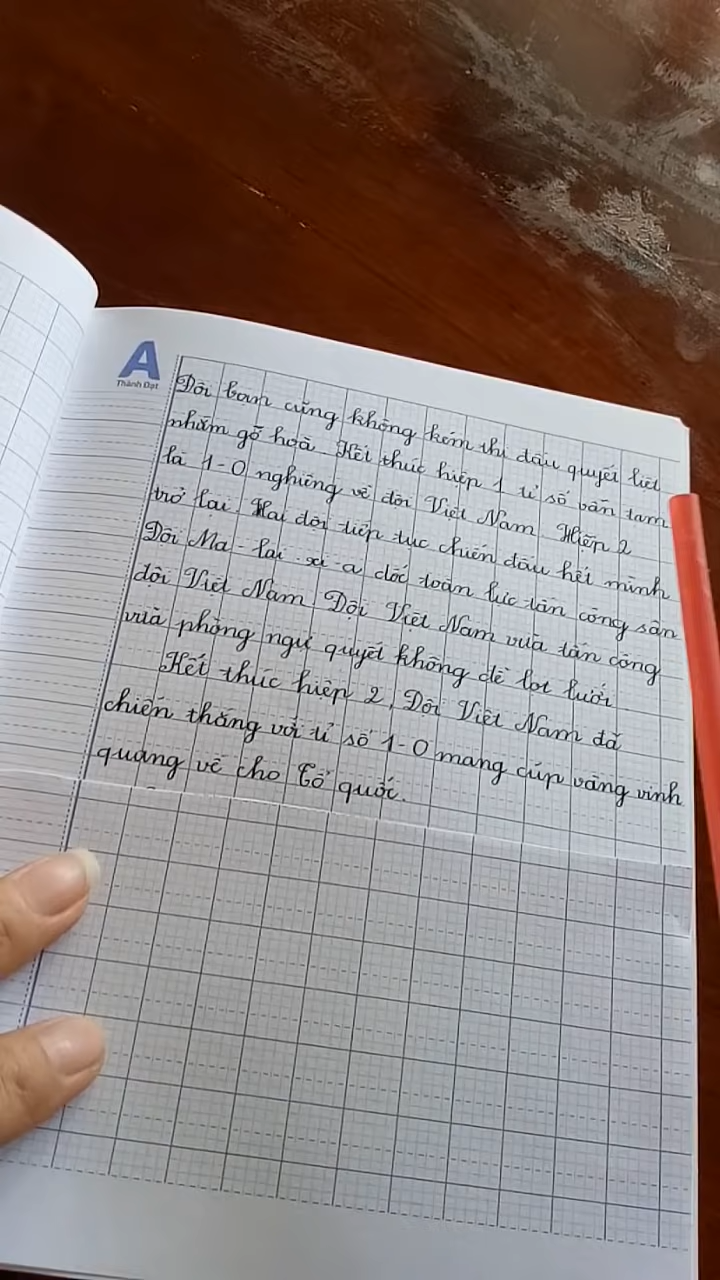 A
Thành Đạt
Đội bạn cũng không kém thi đấu quyết liệt
nhằm gỡ hoà. Kết thúc hiệp 1 tỉ số vẫn tạm
là 1-0 nghiêng về đội Việt Nam. Hiệp 2
trở lại. Hai đội tiếp tục chiến đấu hết mình
Đội Ma-lai-xi-a dốc toàn lực tấn công sân
đội Việt Nam. Đội Việt Nam vừa tấn công
vừa phòng ngự quyết không để lọt lưới
Kết thúc hiệp 2, Đội Việt Nam đã
chiến thắng với tỉ số 1-0 mang cúp vàng vinh
quang về cho Tổ quốc.